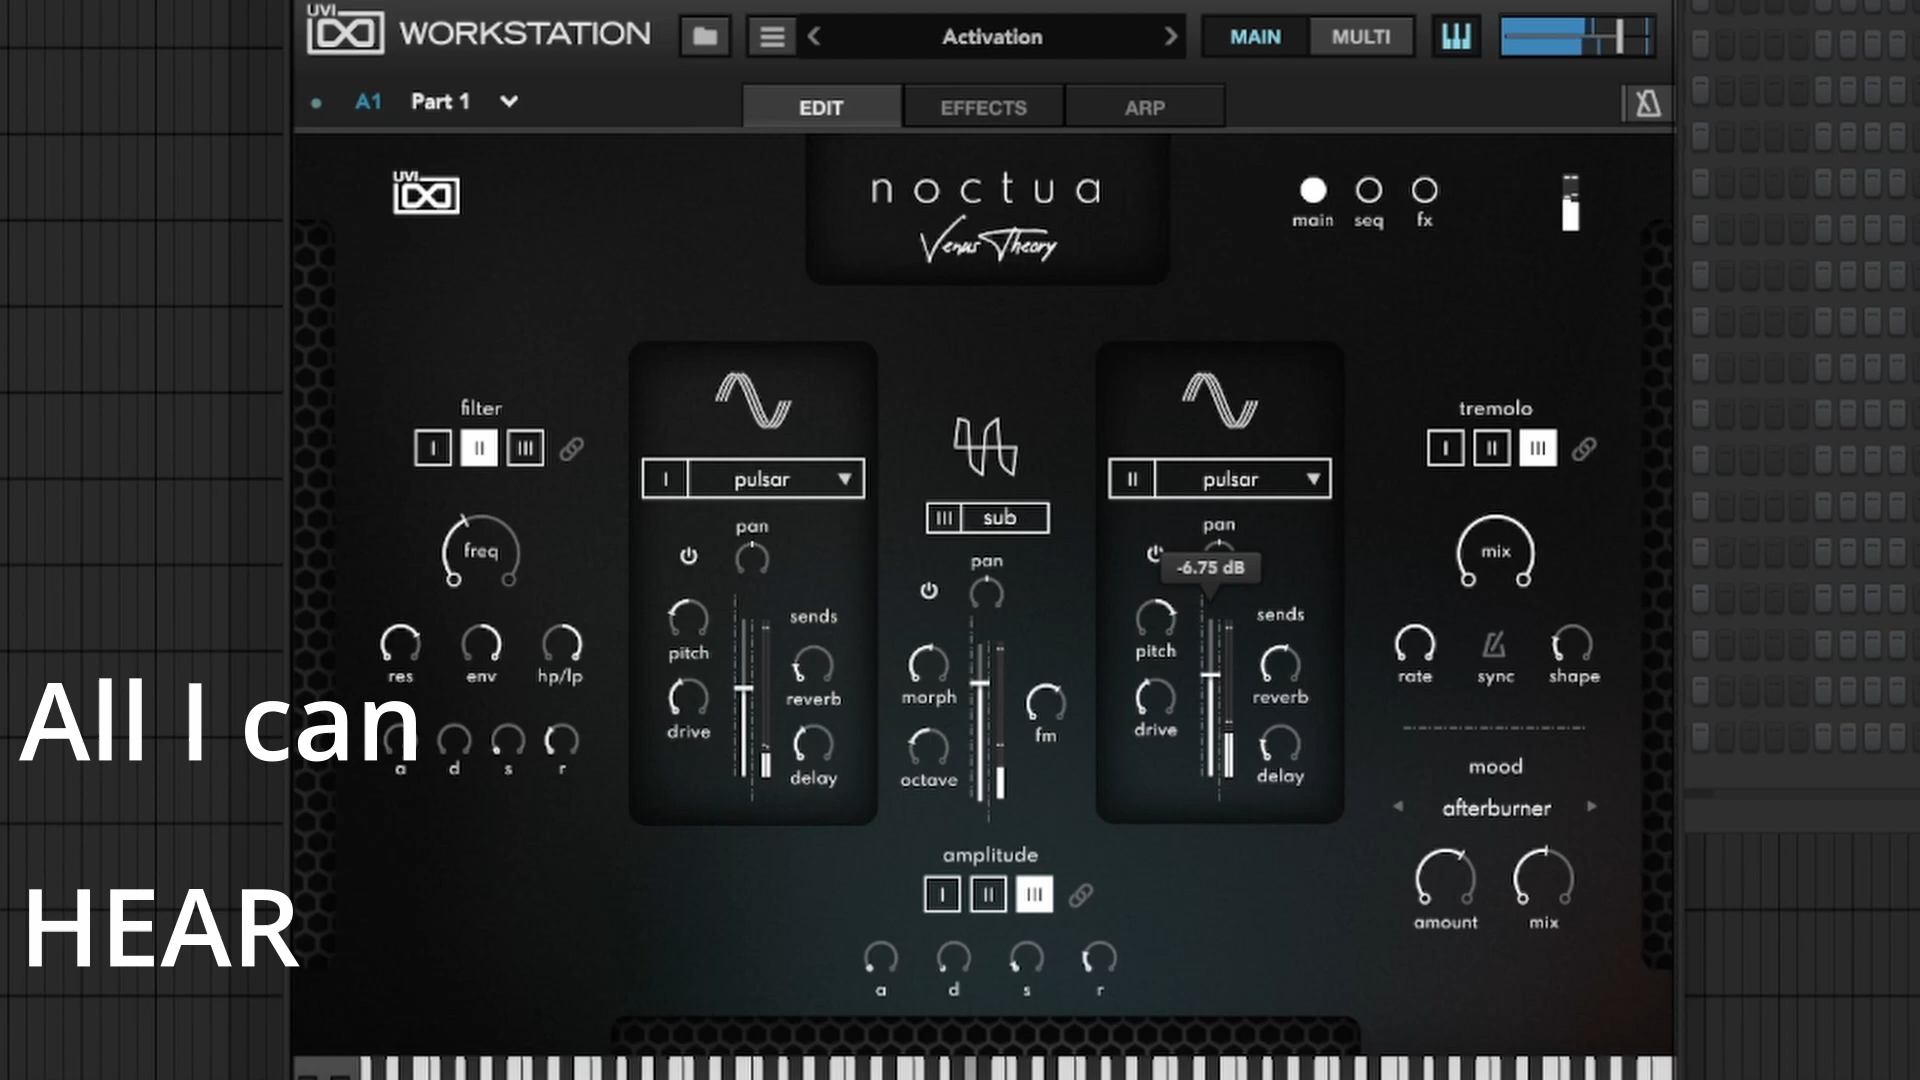 UVI
WORKSTATION
Activation
MAIN MULTI
A1 Part 1
EDIT EFFECTS ARP
UVI
noctua
Venus Theory
main seq fx
filter
I II III
freq
res env hp/lp
a d s r
I pulsar
pan
pitch
drive
sends
reverb
delay
III sub
pan
morph
octave
fm
II pulsar
pan
-6.75 dB
pitch
drive
sends
reverb
delay
tremolo
I II III
mix
rate sync shape
mood
afterburner
amount mix
amplitude
I II III
a d s r
All I can
HEAR